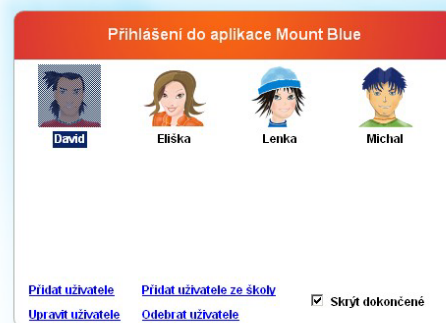 Přihlášení do aplikace Mount Blue
David Eliška Lenka Michal
Přidat uživatele Přidat uživatele ze školy
Skrýt dokončené
Upravit uživatele Odebrat uživatele